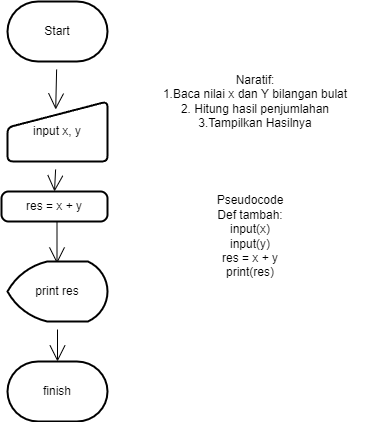 Start
input x, y
res = x + y
print res
finish
Naratif:
1.Baca nilai x dan Y bilangan bulat
2. Hitung hasil penjumlahan
3.Tampilkan Hasilnya
Pseudocode
Def tambah:
input(x)
input(y)
res = x + y
print(res)